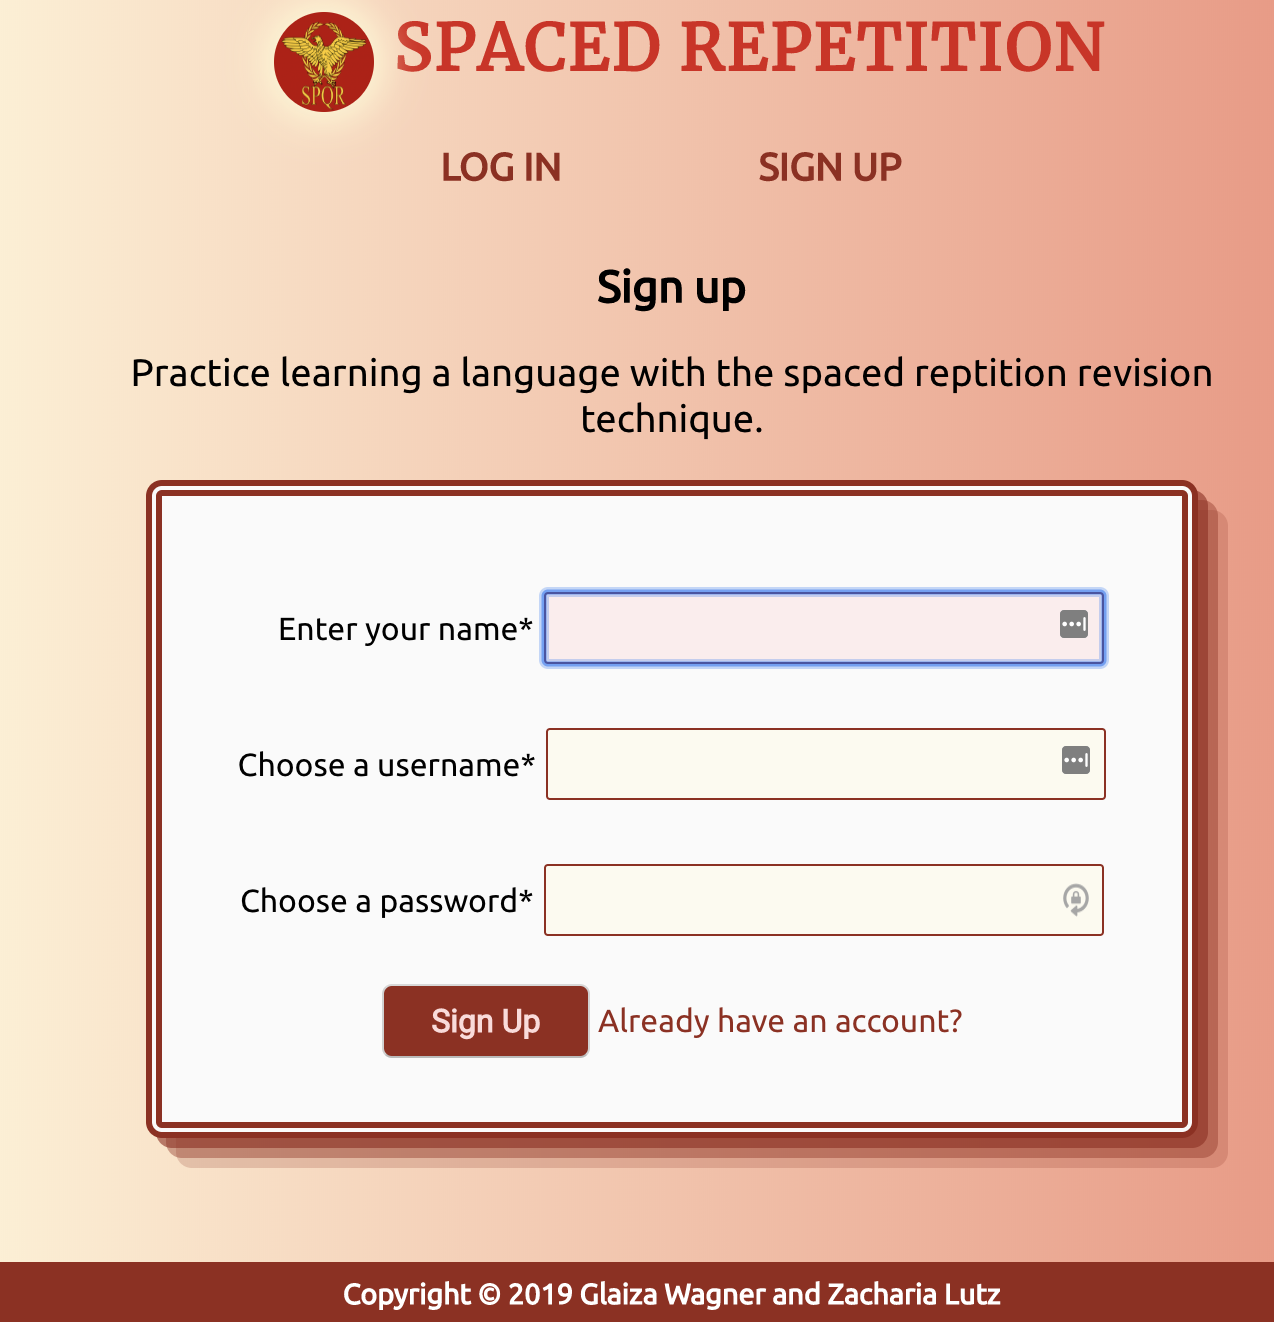 SPQR
SPACED REPETITION
LOG IN
SIGN UP
Sign up
Practice learning a language with the spaced reptition revision
technique.
Enter your name*
Choose a username*
Choose a password*
Sign Up
Already have an account?
Copyright © 2019 Glaiza Wagner and Zacharia Lutz